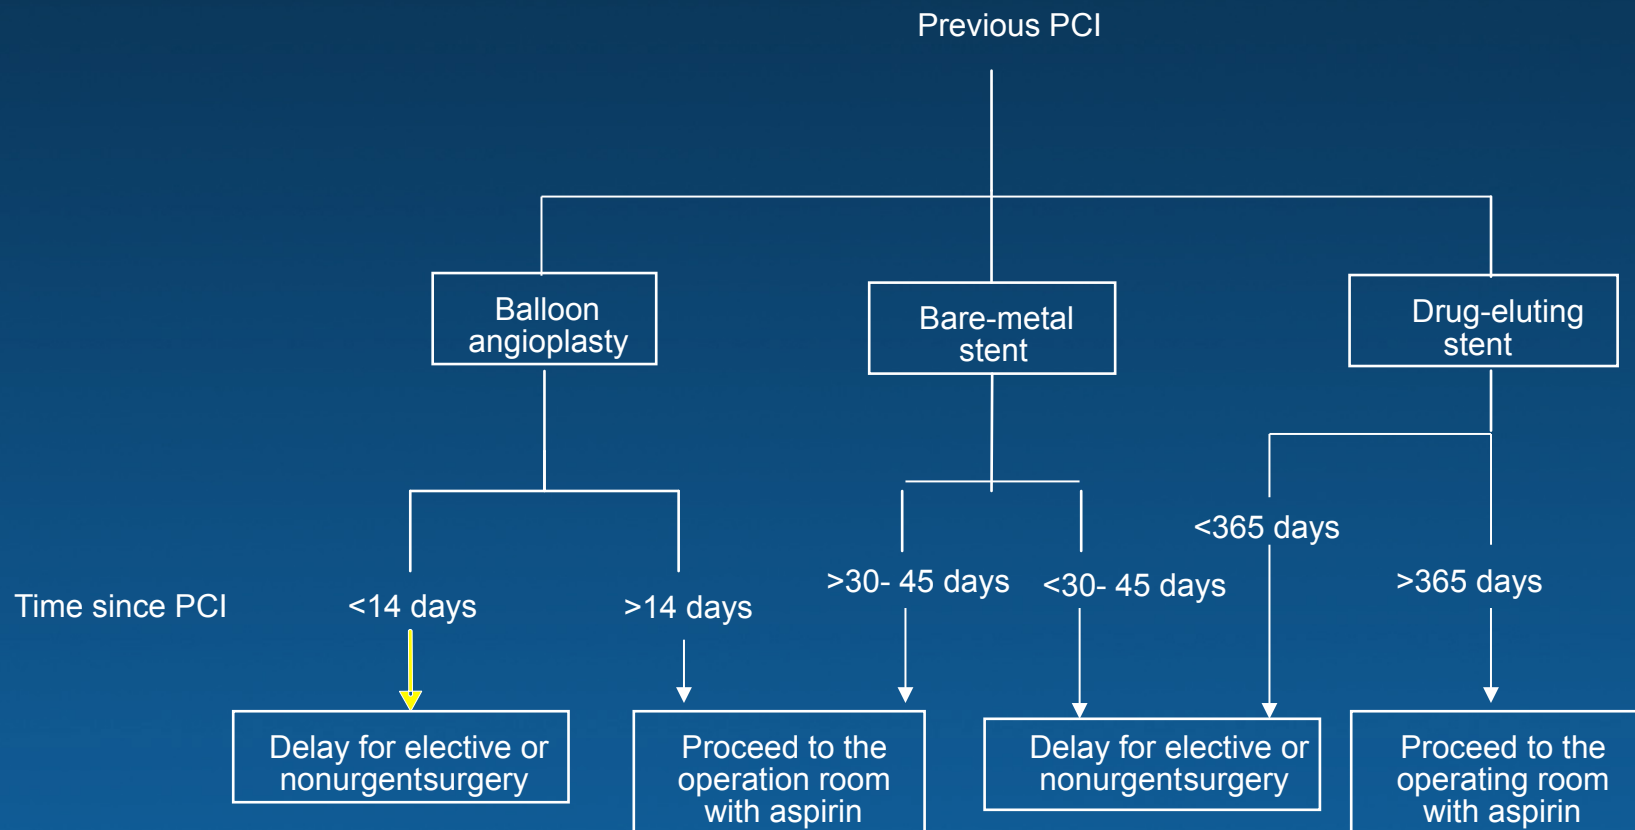 Previous PCI
Balloon
angioplasty
Bare-metal
stent
Drug-eluting
stent
Time since PCI
<14 days
>14 days
>30- 45 days
<30- 45 days
<365 days
>365 days
Delay for elective or
nonurgentsurgery
Proceed to the
operation room
with aspirin
Delay for elective or
nonurgentsurgery
Proceed to the
operating room
with aspirin